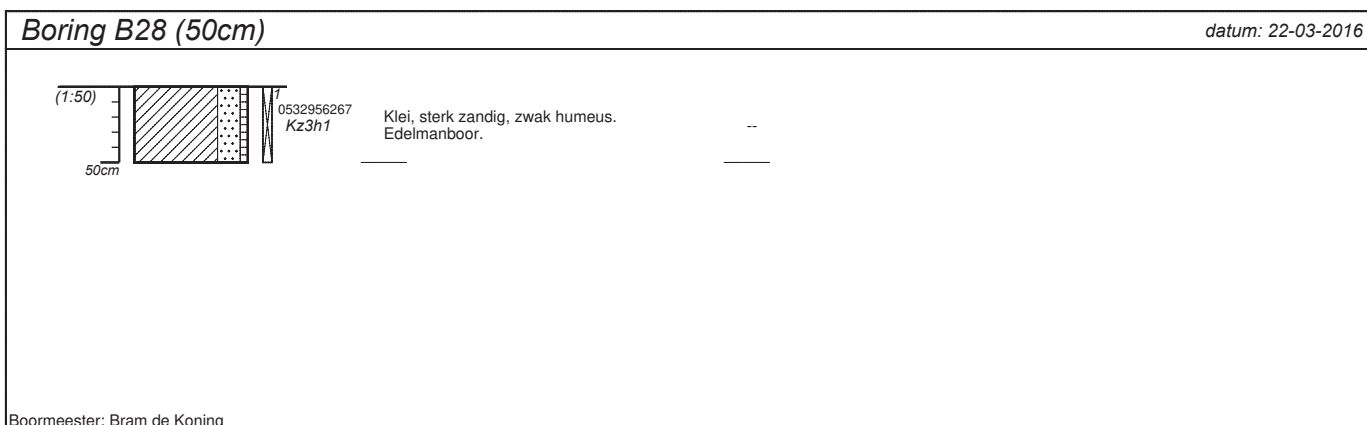 Boring B28 (50cm)
datum: 22-03-2016
(1:50)
1
0532956267
Kz3h1
Klei, sterk zandig, zwak humeus.
Edelmanboor.
--
50cm
Boormeester: Bram de Koning